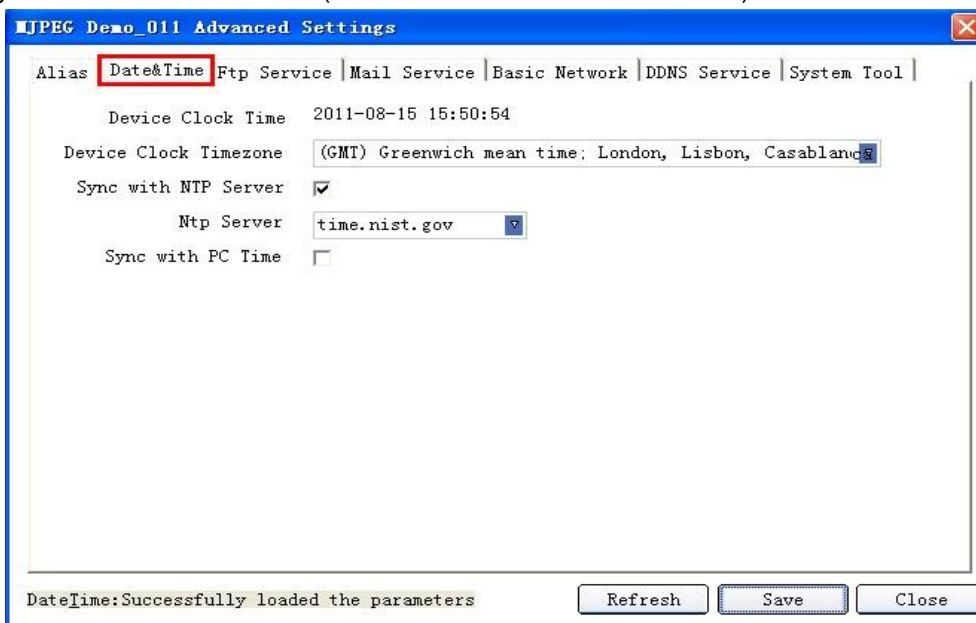 MJPEG Demo_011 Advanced Settings
Alias Date&Time Ftp Service Mail Service Basic Network DDNS Service System Tool
Device Clock Time 2011-08-15 15:50:54
Device Clock Timezone (GMT) Greenwich mean time; London, Lisbon, Casablanca
Sync with NTP Server
Ntp Server time.nist.gov
Sync with PC Time
DateTime:Successfully loaded the parameters Refresh Save Close